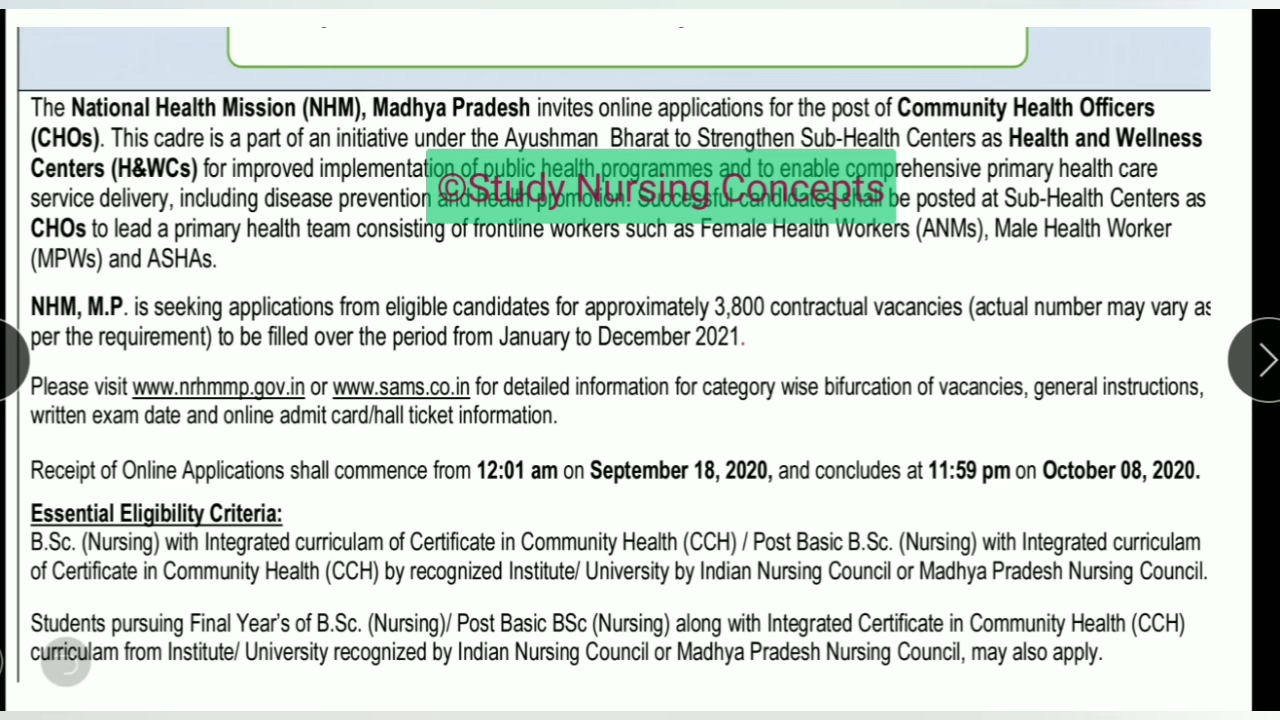 The National Health Mission (NHM), Madhya Pradesh invites online applications for the post of Community Health Officers
(CHOs). This cadre is a part of an initiative under the Ayushman Bharat to Strengthen Sub-Health Centers as Health and Wellness
Centers (H&WCs) for improved implementation of public health programmes and to enable comprehensive primary health care
©Study Nursing Concepts
service delivery, including disease prevention and health promotion. Successful candidates shall be posted at Sub-Health Centers as
CHOs to lead a primary health team consisting of frontline workers such as Female Health Workers (ANMs), Male Health Worker
(MPWs) and ASHAs.
NHM, M.P. is seeking applications from eligible candidates for approximately 3,800 contractual vacancies (actual number may vary as
per the requirement) to be filled over the period from January to December 2021.
Please visit www.nrhmmp.gov.in or www.sams.co.in for detailed information for category wise bifurcation of vacancies, general instructions,
written exam date and online admit card/hall ticket information.
Receipt of Online Applications shall commence from 12:01 am on September 18, 2020, and concludes at 11:59 pm on October 08, 2020.
Essential Eligibility Criteria:
B.Sc. (Nursing) with Integrated curriculam of Certificate in Community Health (CCH) / Post Basic B.Sc. (Nursing) with Integrated curriculam
of Certificate in Community Health (CCH) by recognized Institute/ University by Indian Nursing Council or Madhya Pradesh Nursing Council.
Students pursuing Final Year's of B.Sc. (Nursing)/ Post Basic BSc (Nursing) along with Integrated Certificate in Community Health (CCH)
curriculam from Institute/ University recognized by Indian Nursing Council or Madhya Pradesh Nursing Council, may also apply.